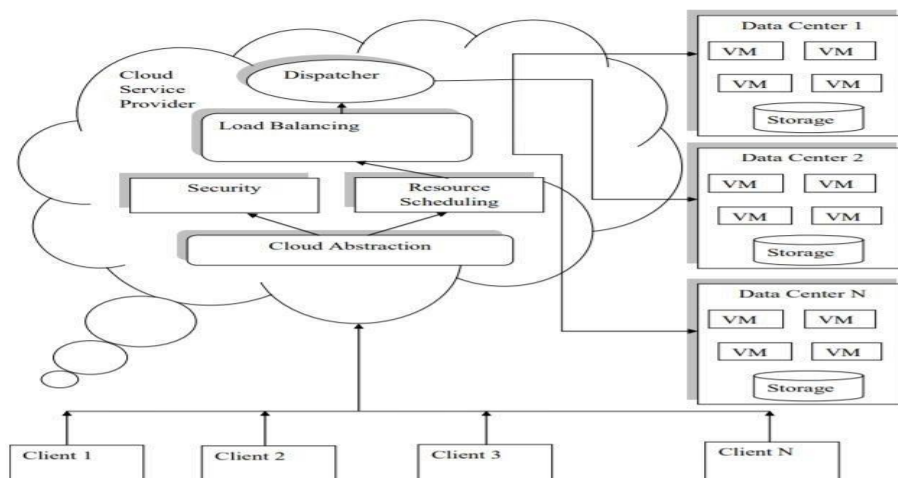 Cloud
Service
Provider
Dispatcher
Load Balancing
Security
Resource
Scheduling
Cloud Abstraction
Data Center 1
VM
VM
VM
VM
Storage
Data Center 2
VM
VM
VM
VM
Storage
Data Center N
VM
VM
VM
VM
Storage
Client 1
Client 2
Client 3
Client N